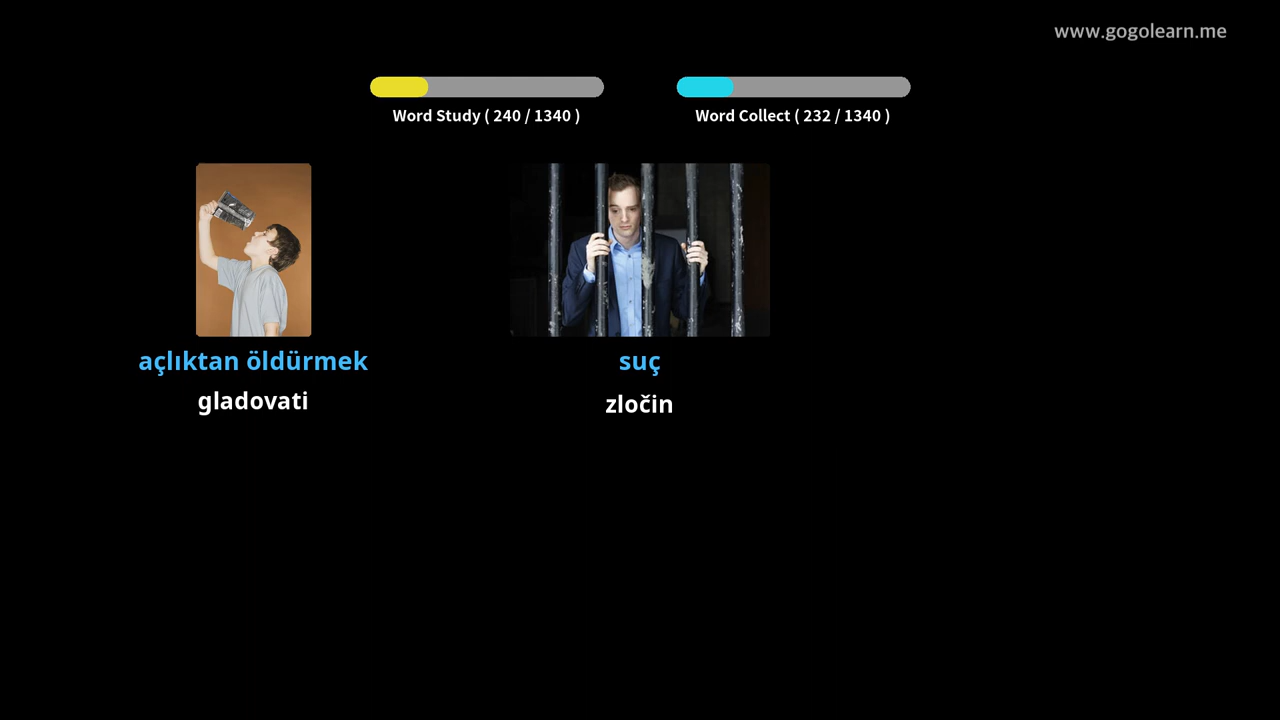 www.gogolearn.me
Word Study ( 240 / 1340 )
Word Collect ( 232 / 1340 )
açlıktan öldürmek
gladovati
suç
zločin